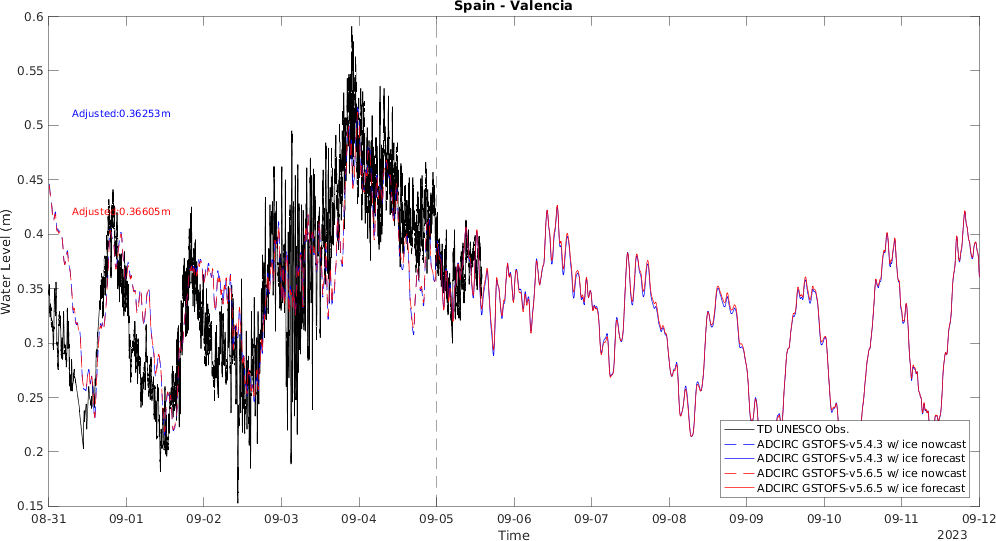 Spain - Valencia
0.6
0.55
0.5
0.45
0.4
0.35
0.3
0.25
0.2
0.15
Water Level (m)
Adjusted:0.36253m
Adjusted:0.36605m
TD UNESCO Obs.
ADCIRC GSTOFS-v5.4.3 w/ ice nowcast
ADCIRC GSTOFS-v5.4.3 w/ ice forecast
ADCIRC GSTOFS-v5.6.5 w/ ice nowcast
ADCIRC GSTOFS-v5.6.5 w/ ice forecast
08-31 09-01 09-02 09-03 09-04 09-05 09-06 09-07 09-08 09-09 09-10 09-11 09-12
Time
2023